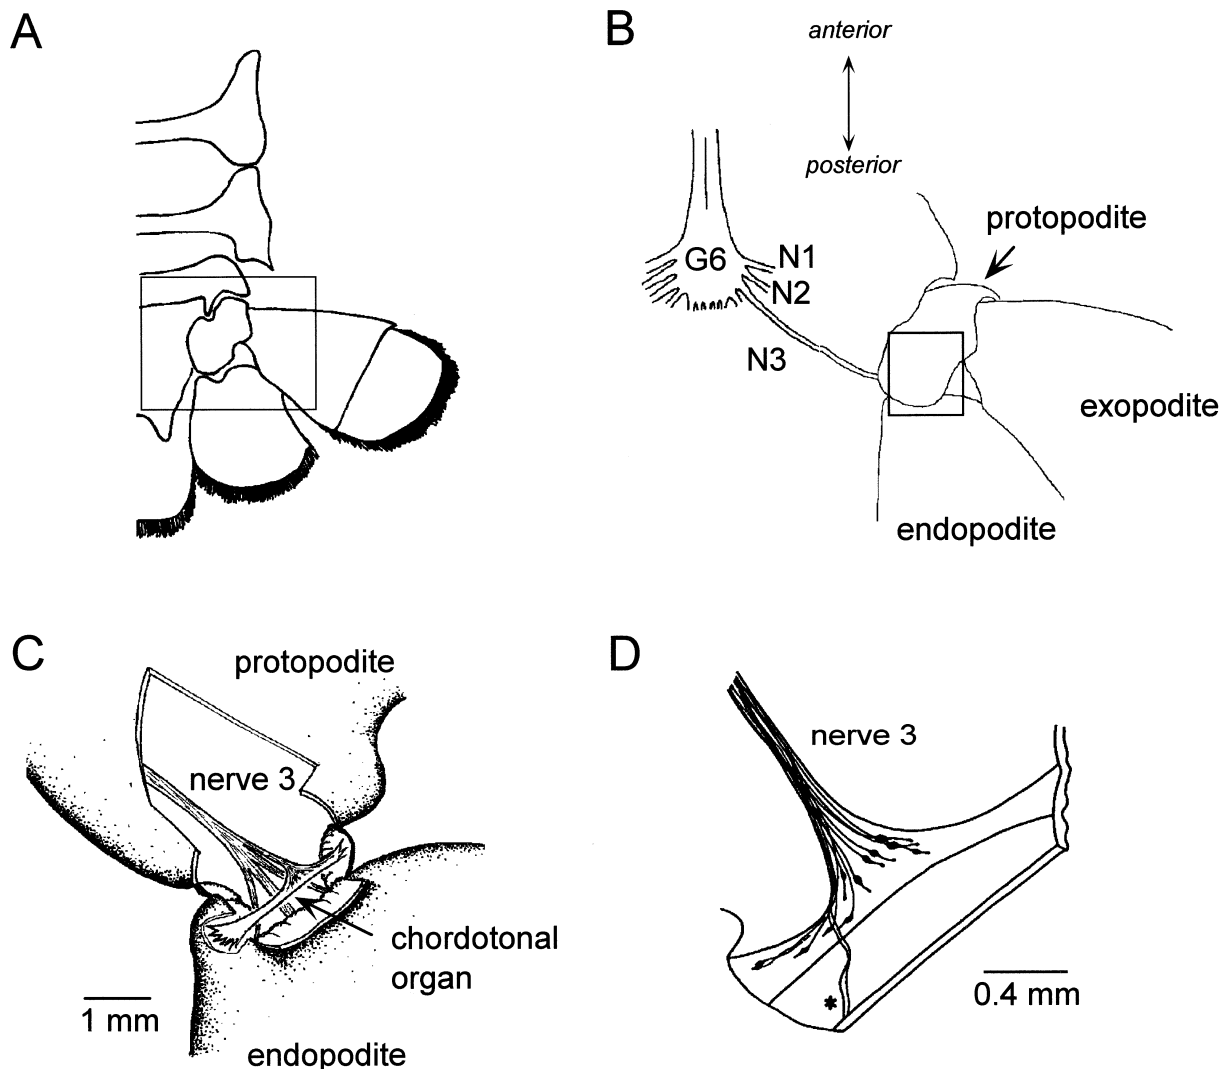 A
B
anterior
posterior
protopodite
G6
N1
N2
N3
exopodite
endopodite
C
protopodite
nerve 3
chordotonal
organ
1 mm
endopodite
D
nerve 3
*
0.4 mm